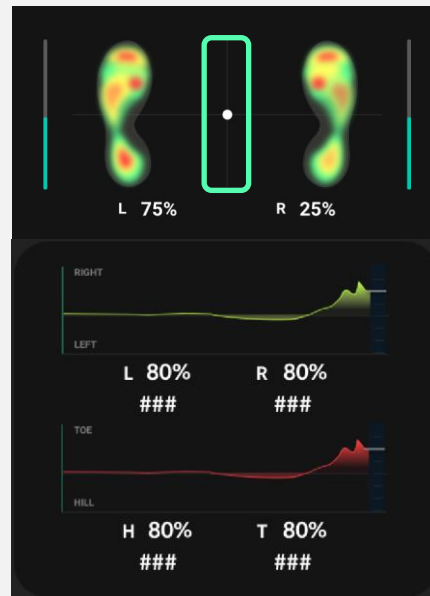 L 75% R 25%
RIGHT
LEFT
L 80% R 80%
### ###
TOE
HILL
H 80% T 80%
### ###